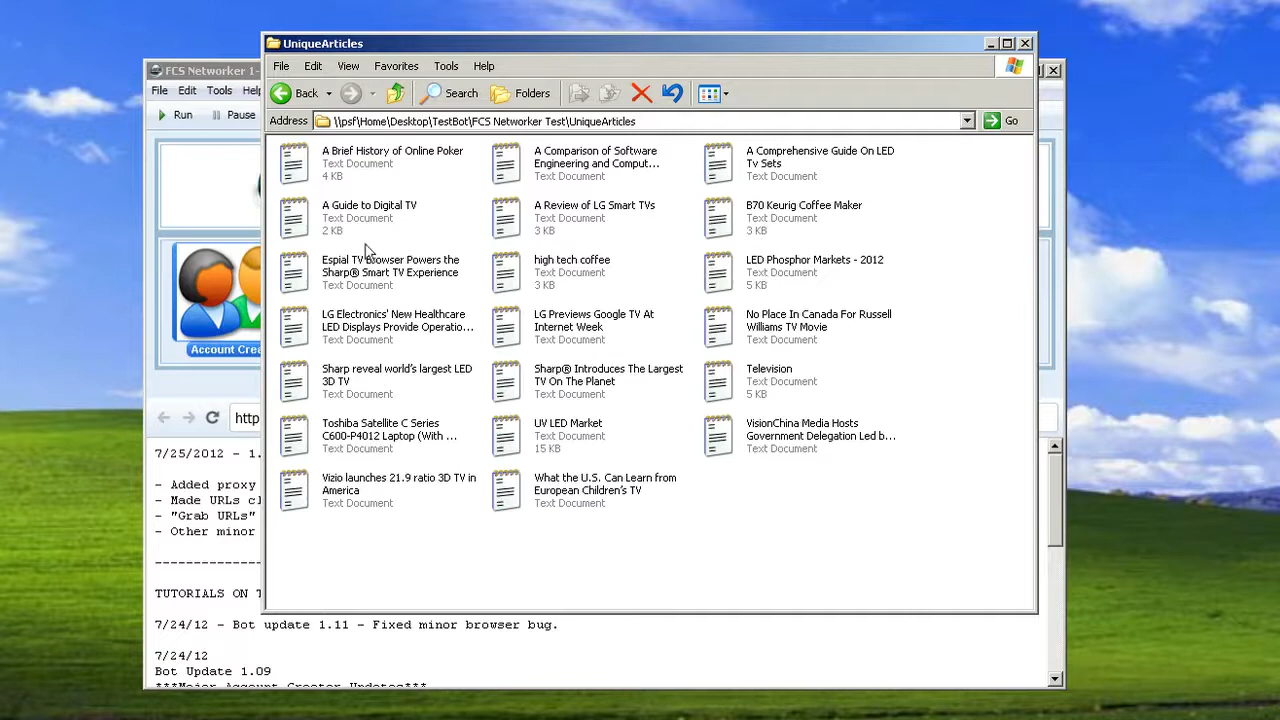 UniqueArticles
File Edit View Favorites Tools Help
Back Search Folders
Address \\psf\Home\Desktop\TestBot\FCS Networker Test\UniqueArticles Go
A Brief History of Online Poker
Text Document
4 KB
A Comparison of Software
Engineering and Comput...
Text Document
A Comprehensive Guide On LED
Tv Sets
Text Document
A Guide to Digital TV
Text Document
2 KB
A Review of LG Smart TVs
Text Document
3 KB
B70 Keurig Coffee Maker
Text Document
3 KB
Espial TV Browser Powers the
Sharp® Smart TV Experience
Text Document
high tech coffee
Text Document
3 KB
LED Phosphor Markets - 2012
Text Document
5 KB
LG Electronics' New Healthcare
LED Displays Provide Operatio...
Text Document
LG Previews Google TV At
Internet Week
Text Document
No Place In Canada For Russell
Williams TV Movie
Text Document
Sharp reveal world's largest LED
3D TV
Text Document
Sharp® Introduces The Largest
TV On The Planet
Text Document
Television
Text Document
5 KB
Toshiba Satellite C Series
C600-P4012 Laptop (With ...
Text Document
UV LED Market
Text Document
15 KB
VisionChina Media Hosts
Government Delegation Led b...
Text Document
Vizio launches 21.9 ratio 3D TV in
America
Text Document
What the U.S. Can Learn from
European Children's TV
Text Document
FCS Networker 1-
File Edit Tools Help
Run Pause
Account Crea
http
7/25/2012 - 1.
- Added proxy
- Made URLs cl
- "Grab URLs"
- Other minor
---------------
TUTORIALS ON T
7/24/12 - Bot update 1.11 - Fixed minor browser bug.
7/24/12
Bot Update 1.09
***Major Account Creator Updates***